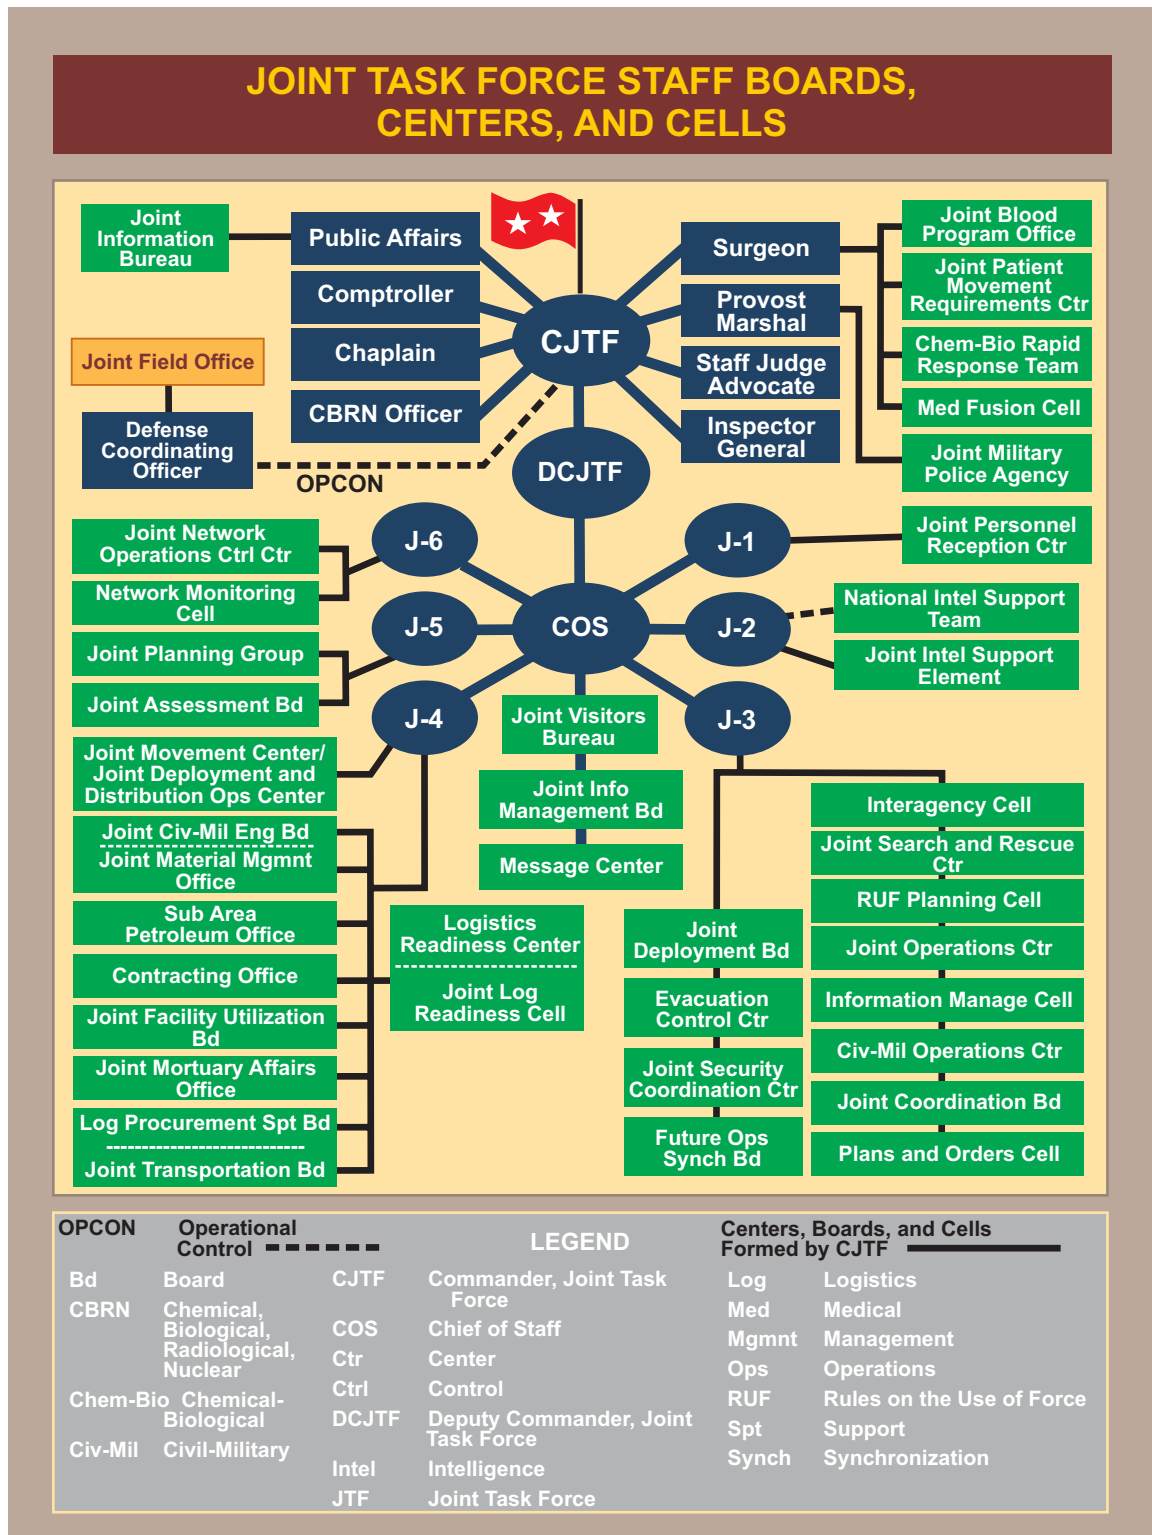 JOINT TASK FORCE STAFF BOARDS,
CENTERS, AND CELLS
Joint
Information
Bureau
Public Affairs
Comptroller
Chaplain
CBRN Officer
Joint Field Office
Defense
Coordinating
Officer
OPCON
CJTF
DCJTF
Surgeon
Provost
Marshal
Staff Judge
Advocate
Inspector
General
Joint Blood
Program Office
Joint Patient
Movement
Requirements Ctr
Chem-Bio Rapid
Response Team
Med Fusion Cell
Joint Military
Police Agency
J-6
J-5
J-4
COS
J-1
J-2
J-3
Joint Personnel
Reception Ctr
National Intel Support
Team
Joint Intel Support
Element
Joint Network
Operations Ctrl Ctr
Network Monitoring
Cell
Joint Planning Group
Joint Assessment Bd
Joint Movement Center/
Joint Deployment and
Distribution Ops Center
Joint Civ-Mil Eng Bd
Joint Material Mgmnt
Office
Sub Area
Petroleum Office
Contracting Office
Joint Facility Utilization
Bd
Joint Mortuary Affairs
Office
Log Procurement Spt Bd
Joint Transportation Bd
Logistics
Readiness Center
Joint Log
Readiness Cell
Joint Visitors
Bureau
Joint Info
Management Bd
Message Center
Joint
Deployment Bd
Evacuation
Control Ctr
Joint Security
Coordination Ctr
Future Ops
Synch Bd
Interagency Cell
Joint Search and Rescue
Ctr
RUF Planning Cell
Joint Operations Ctr
Information Manage Cell
Civ-Mil Operations Ctr
Joint Coordination Bd
Plans and Orders Cell
LEGEND
OPCON Operational
Control
Centers, Boards, and Cells
Formed by CJTF
Bd Board
CBRN Chemical,
Biological,
Radiological,
Nuclear
Chem-Bio Chemical-
Biological
Civ-Mil Civil-Military
CJTF Commander, Joint Task
Force
COS Chief of Staff
Ctr Center
Ctrl Control
DCJTF Deputy Commander, Joint
Task Force
Intel Intelligence
JTF Joint Task Force
Log Logistics
Med Medical
Mgmnt Management
Ops Operations
RUF Rules on the Use of Force
Spt Support
Synch Synchronization